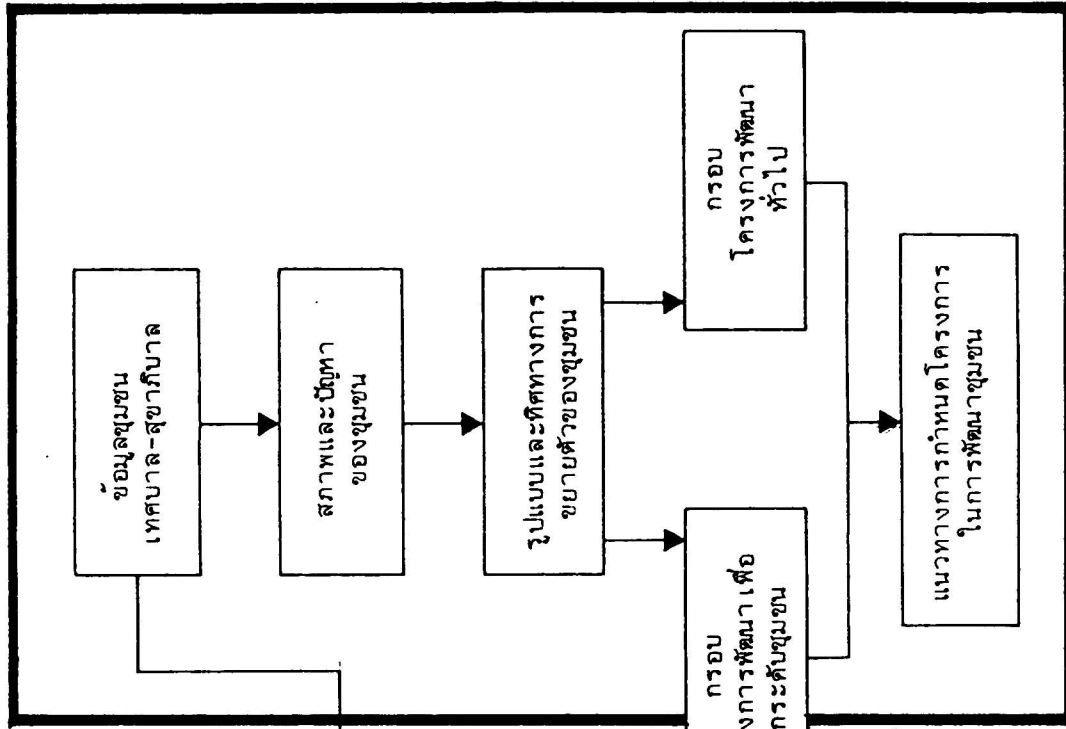 ข้อมูลชุมชน
เทศบาล-สุขาภิบาล
สภาพและปัญหา
ของชุมชน
รูปแบบและทิศทางการ
ขยายตัวของชุมชน
กรอบ
โครงการพัฒนา
ทั่วไป
กรอบ
งการพัฒนาเพื่อ
กระดับชุมชน
แนวทางการกำหนดโครงการ
ในการพัฒนาชุมชน